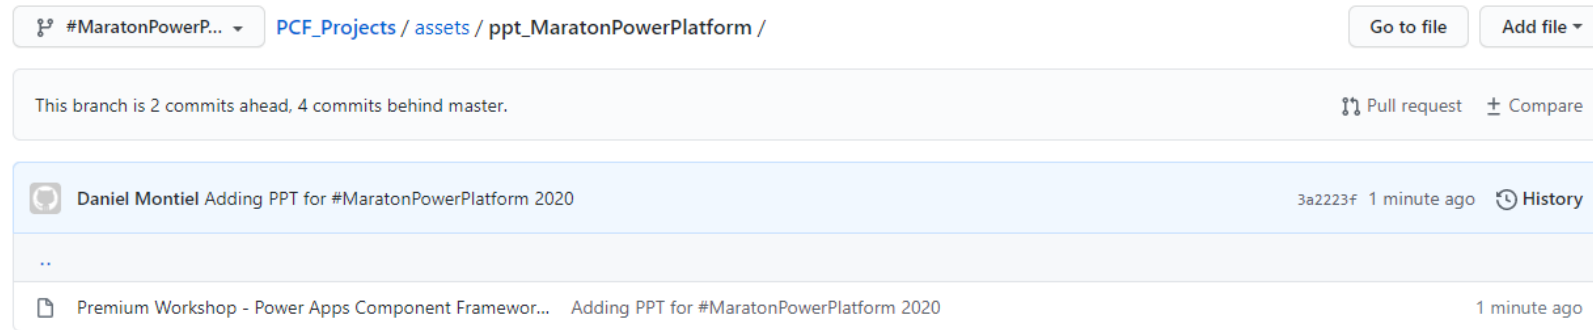 #MaratonPowerP... PCF_Projects / assets / ppt_MaratonPowerPlatform / Go to file Add file
This branch is 2 commits ahead, 4 commits behind master. Pull request Compare
Daniel Montiel Adding PPT for #MaratonPowerPlatform 2020 3a2223f 1 minute ago History
..
Premium Workshop - Power Apps Component Framewor... Adding PPT for #MaratonPowerPlatform 2020 1 minute ago